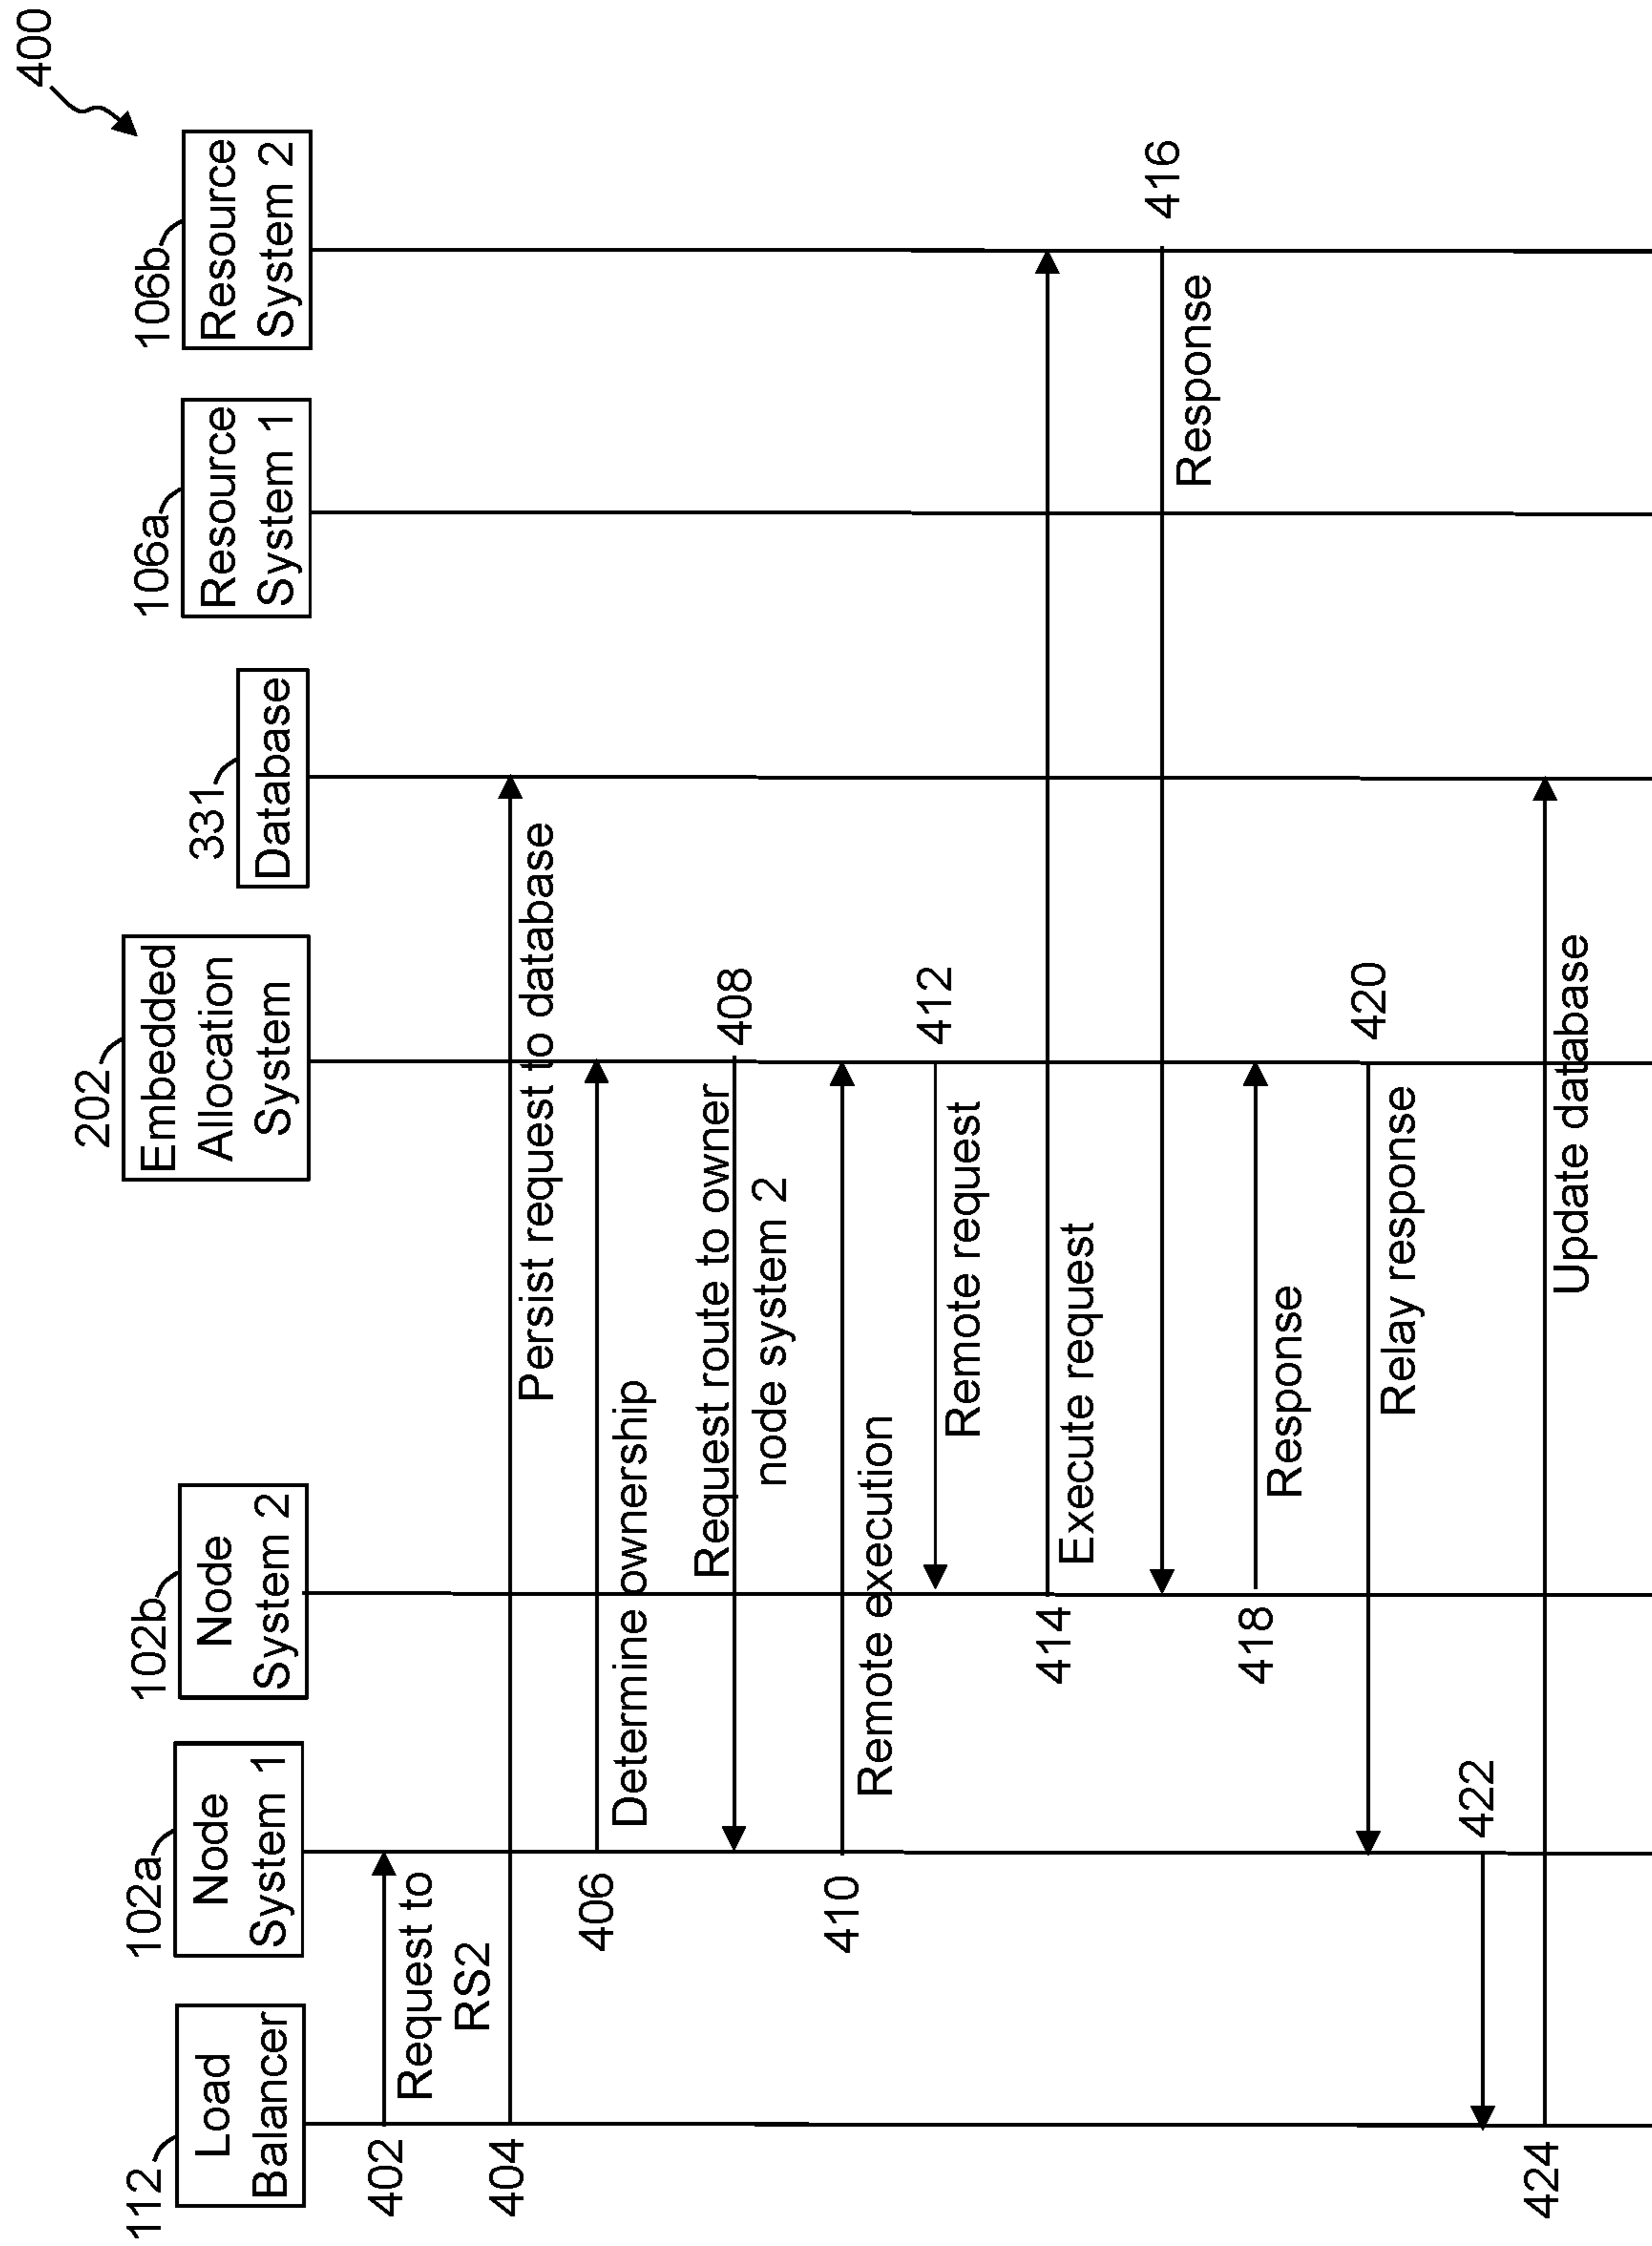 400
112
Load
Balancer
102a
Node
System 1
102b
Node
System 2
202
Embedded
Allocation
System
331
Database
106a
Resource
System 1
106b
Resource
System 2
402
Request to
RS2
404
Persist request to database
406
Determine ownership
408
Request route to owner
node system 2
410
Remote execution
412
Remote request
414
Execute request
416
Response
418
Response
420
Relay response
422
424
Update database